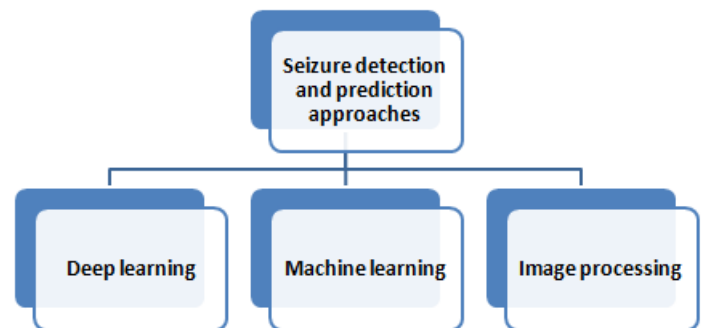 Seizure detection
and prediction
approaches
Deep learning
Machine learning
Image processing